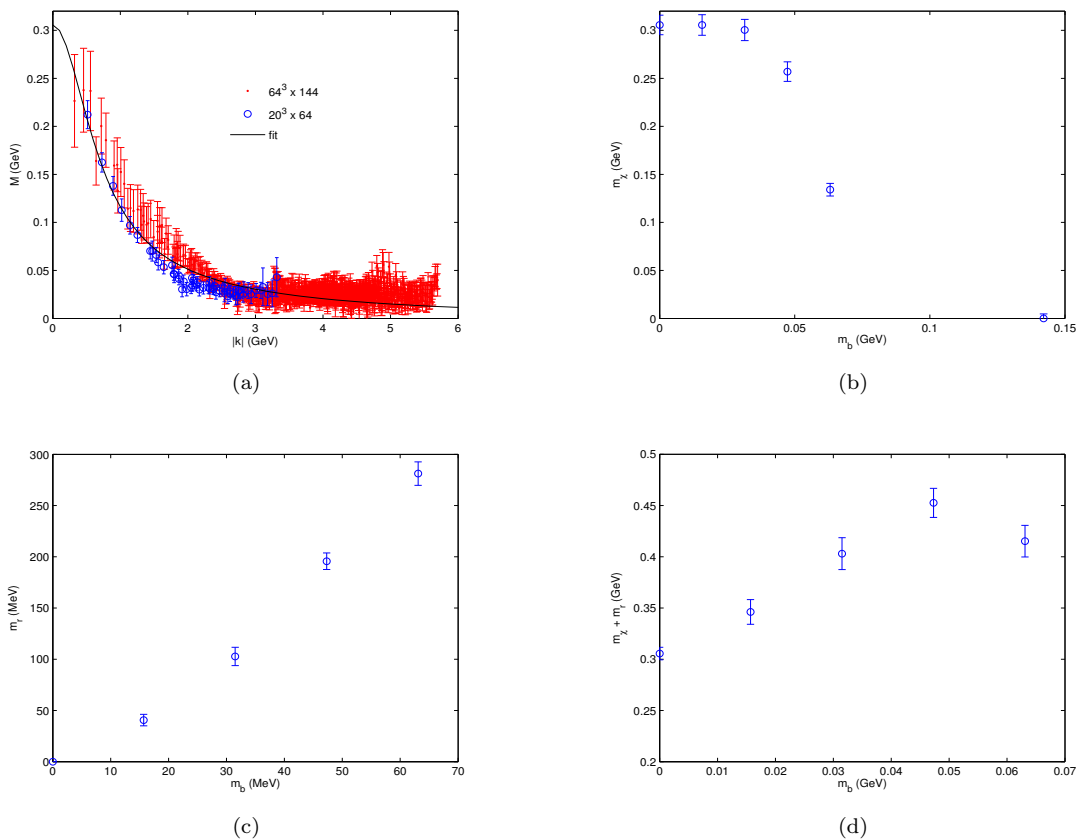 0.3
0.25
0.2
0.15
0.1
0.05
0
M (GeV)
0 1 2 3 4 5 6
|k| (GeV)
64³ x 144
20³ x 64
fit
(a)
0.3
0.25
0.2
0.15
0.1
0.05
0
m_χ (GeV)
0 0.05 0.1 0.15
m_b (GeV)
(b)
300
250
200
150
100
50
0
m_r (MeV)
0 10 20 30 40 50 60 70
m_b (MeV)
(c)
0.5
0.45
0.4
0.35
0.3
0.25
0.2
m_χ + m_r (GeV)
0 0.01 0.02 0.03 0.04 0.05 0.06 0.07
m_b (GeV)
(d)